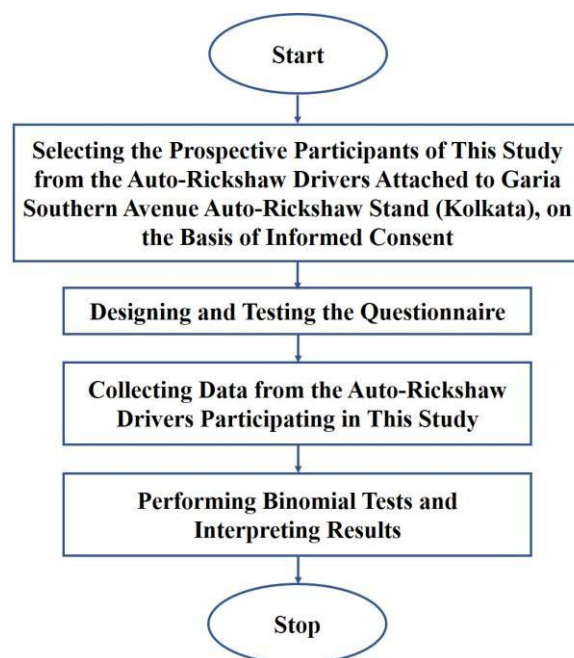 Start
Selecting the Prospective Participants of This Study
from the Auto-Rickshaw Drivers Attached to Garia
Southern Avenue Auto-Rickshaw Stand (Kolkata), on
the Basis of Informed Consent
Designing and Testing the Questionnaire
Collecting Data from the Auto-Rickshaw
Drivers Participating in This Study
Performing Binomial Tests and
Interpreting Results
Stop